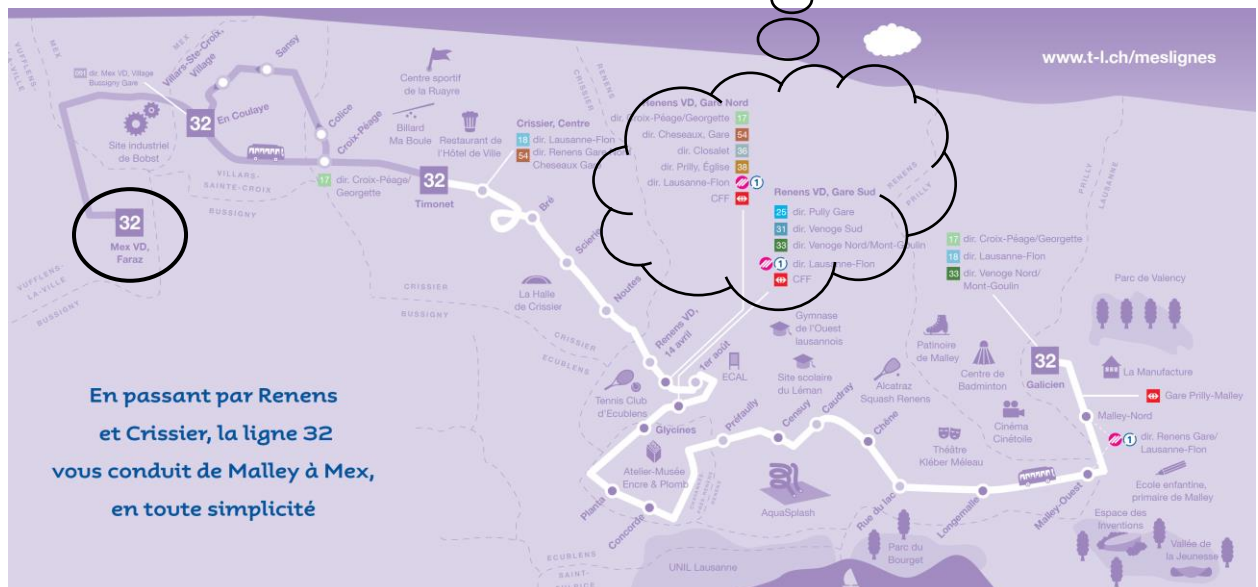 www.t-l.ch/meslignes
VUFFLENS-
LA-VILLE
MEX
MEX
Villars-Ste-Croix,
Village
Sansy
dir. Mex VD, Village
Bussigny Gare
32
En Coulaye
Colice
Croix-Péage
Site industriel
de Bobst
VILLARS-
SAINTE-CROIX
BUSSIGNY
17 dir. Croix-Péage/
Georgette
32
Mex VD,
Faraz
VUFFLENS-
LA-VILLE
BUSSIGNY
Centre sportif
de la Ruayre
Billard
Ma Boule
Restaurant de
l'Hôtel de Ville
32
Timonet
CRISSIER
RENENS
Crissier, Centre
18 dir. Lausanne-Flon
54 dir. Renens Gare
Cheseaux Gare
Bré
Scierie
Noutes
La Halle
de Crissier
CRISSIER
BUSSIGNY
CRISSIER
ECUBLENS
Renens VD, Gare Nord
dir. Croix-Péage/Georgette 17
dir. Cheseaux, Gare 54
dir. Closalet 36
dir. Prilly, Église 38
dir. Lausanne-Flon 1
CFF
Renens VD, Gare Sud
25 dir. Pully Gare
31 dir. Venoge Sud
33 dir. Venoge Nord/Mont-Goulin
1 dir. Lausanne-Flon
CFF
RENENS
PRILLY
PRILLY
LAUSANNE
17 dir. Croix-Péage/Georgette
18 dir. Lausanne-Flon
33 dir. Venoge Nord/
Mont-Goulin
Parc de Valency
Renens VD,
14 avril
1er août
ECAL
Gymnase
de l'Ouest
lausannois
Site scolaire
du Léman
Alcatraz
Squash Renens
Patinoire
de Malley
Centre de
Badminton
32
Galicien
La Manufacture
Gare Prilly-Malley
Malley-Nord
1 dir. Renens Gare/
Lausanne-Flon
Cinéma
Cinétoile
Théâtre
Kléber Méleau
Ecole enfantine,
primaire de Malley
Tennis Club
d'Ecublens
Glycines
Atelier-Musée
Encre & Plomb
Planta
Concorde
Préfaully
Censuy
Caudray
Chêne
AquaSplash
Rue du lac
Longemalle
Malley-Ouest
Parc du
Bourget
Espace des
Inventions
Vallée de
la Jeunesse
UNIL Lausanne
ECUBLENS
SAINT-
En passant par Renens
et Crissier, la ligne 32
vous conduit de Malley à Mex,
en toute simplicité